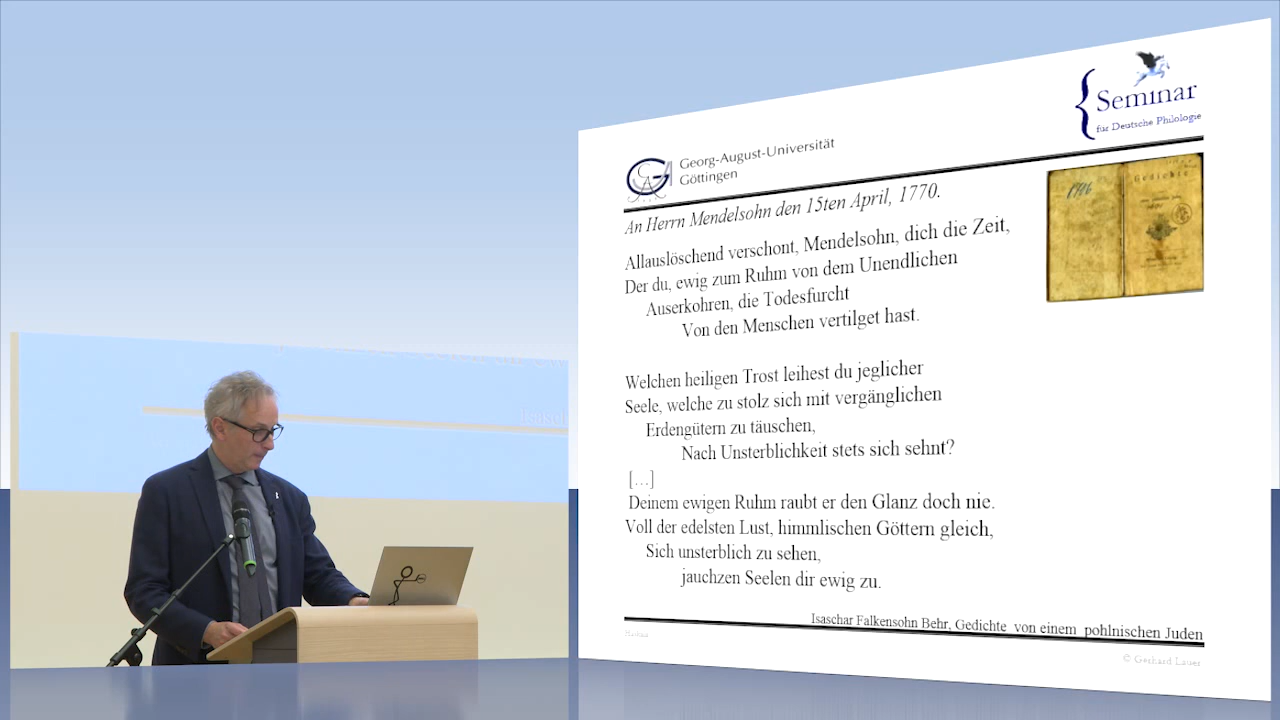 { Seminar
für Deutsche Philologie
Georg-August-Universität
Göttingen
An Herrn Mendelsohn den 15ten April, 1770.
Gedichte
Allauslöschend verschont, Mendelsohn, dich die Zeit,
Der du, ewig zum Ruhm von dem Unendlichen
Auserkohren, die Todesfurcht
Von den Menschen vertilget hast.
Welchen heiligen Trost leihest du jeglicher
Seele, welche zu stolz sich mit vergänglichen
Erdengütern zu täuschen,
Nach Unsterblichkeit stets sich sehnt?
[…]
Deinem ewigen Ruhm raubt er den Glanz doch nie.
Voll der edelsten Lust, himmlischen Göttern gleich,
Sich unsterblich zu sehen,
jauchzen Seelen dir ewig zu.
Isaschar Falkensohn Behr, Gedichte von einem pohlnischen Juden
© Gerhard Lauer